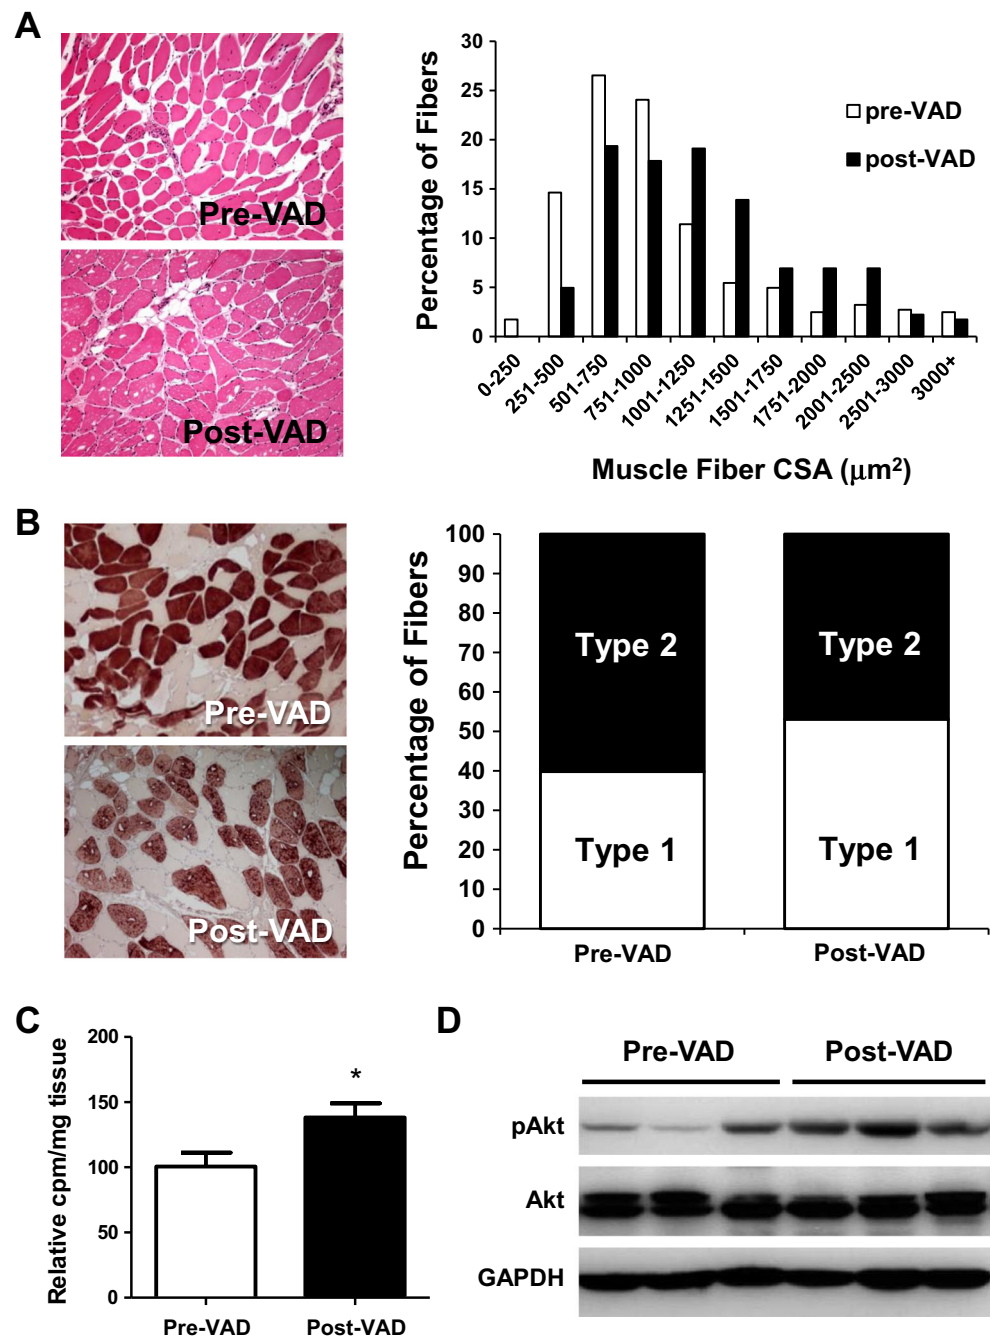 A
Pre-VAD
Post-VAD
Percentage of Fibers
30
25
20
15
10
5
0
pre-VAD
post-VAD
0-250
251-500
501-750
751-1000
1001-1250
1251-1500
1501-1750
1751-2000
2001-2500
2501-3000
3000+
Muscle Fiber CSA (μm²)
B
Pre-VAD
Post-VAD
Percentage of Fibers
100
90
80
70
60
50
40
30
20
10
0
Type 2
Type 1
Type 2
Type 1
Pre-VAD
Post-VAD
C
Relative cpm/mg tissue
200
150
100
50
0
*
Pre-VAD
Post-VAD
D
Pre-VAD Post-VAD
pAkt
Akt
GAPDH